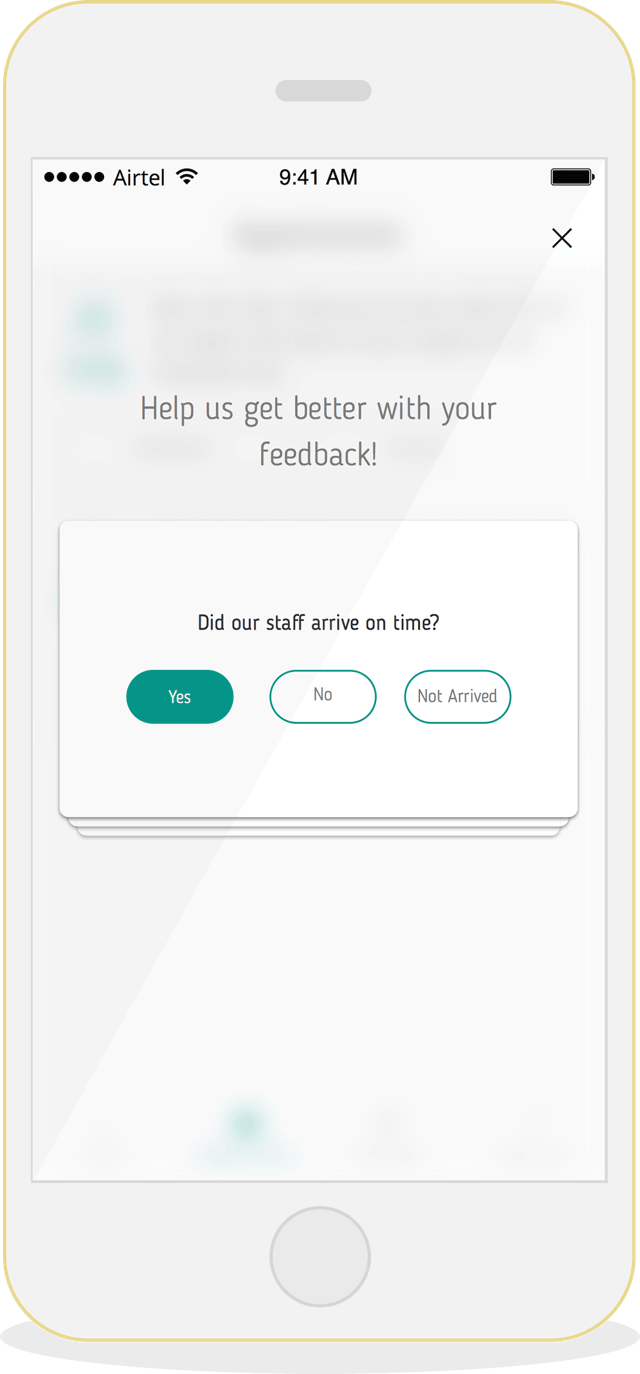 Airtel 9:41 AM
Help us get better with your
feedback!
Did our staff arrive on time?
Yes No Not Arrived